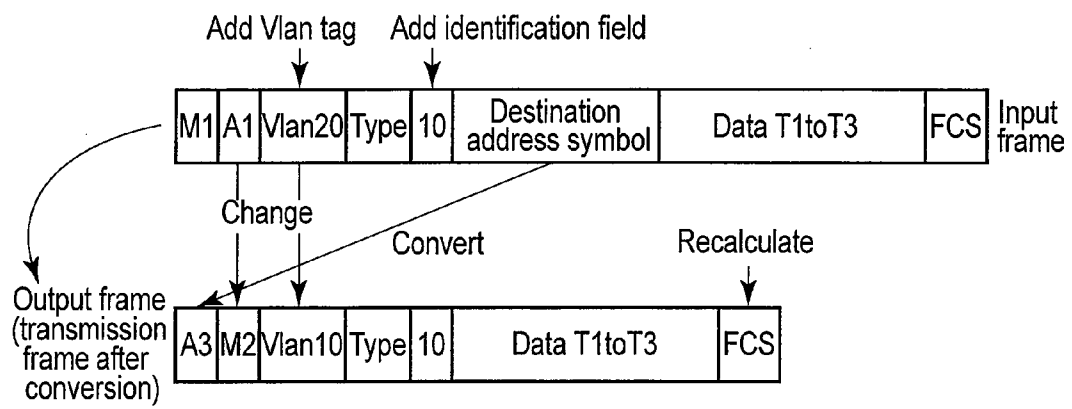 Add Vlan tag Add identification field
M1 A1 Vlan20 Type 10 Destination address symbol Data T1toT3 FCS
Input frame
Change
Convert
Recalculate
Output frame
(transmission
frame after
conversion)
A3 M2 Vlan10 Type 10 Data T1toT3 FCS